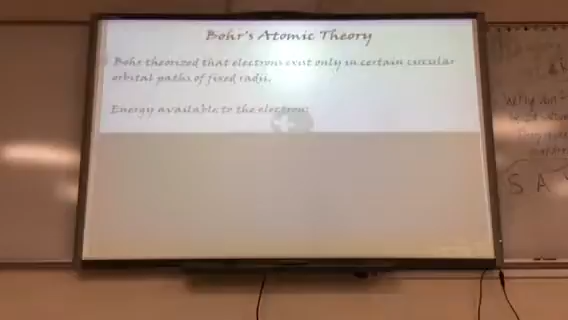 Bohr's Atomic Theory
Bohr theorized that electrons exist only in certain circular
orbital paths of fixed radii.
Energy available to the electron:
S A